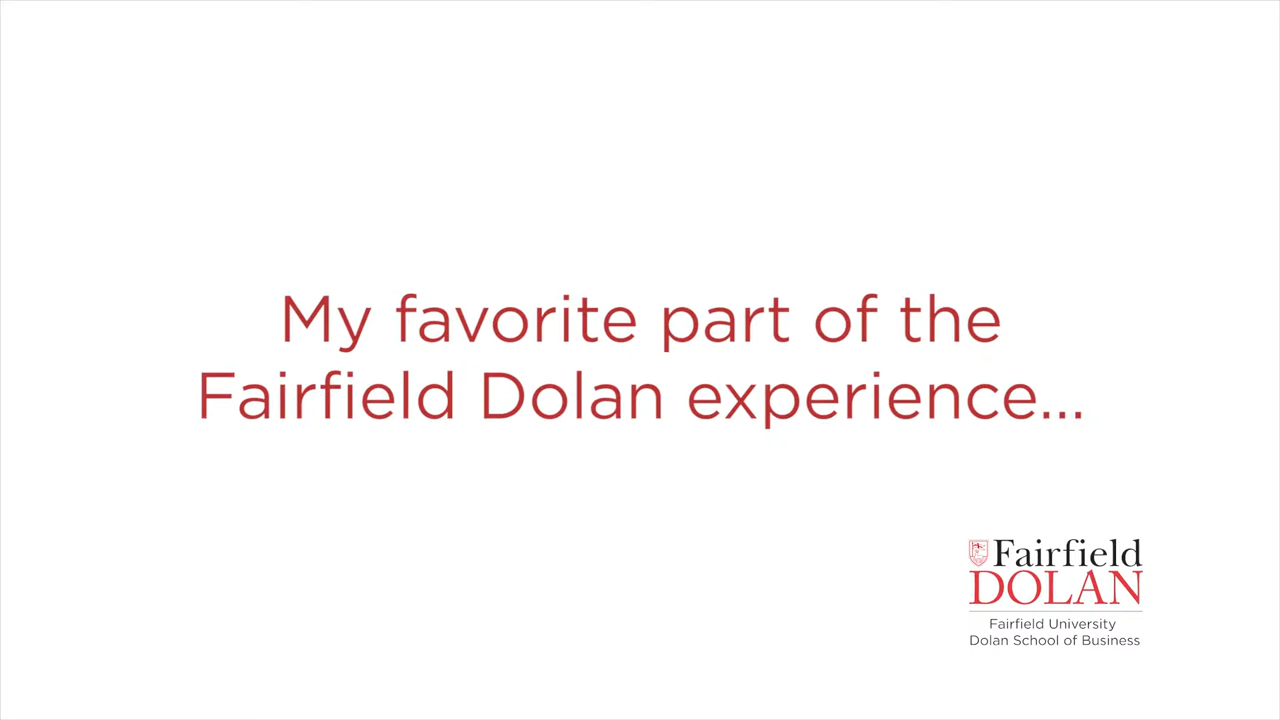 My favorite part of the
Fairfield Dolan experience...
Fairfield
DOLAN
Fairfield University
Dolan School of Business